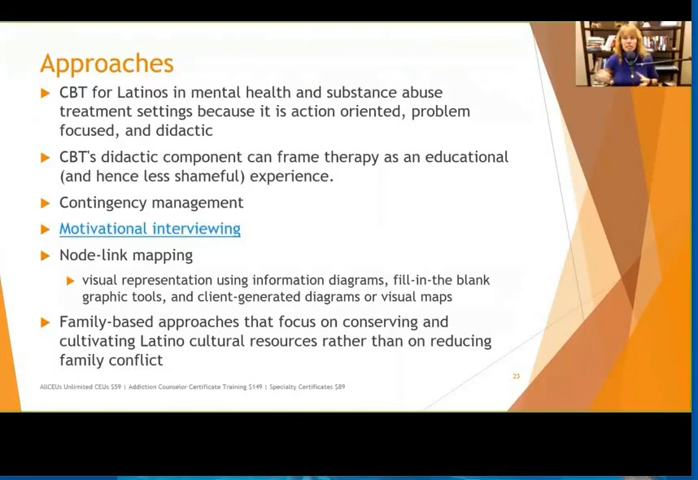 Approaches
CBT for Latinos in mental health and substance abuse
treatment settings because it is action oriented, problem
focused, and didactic
CBT's didactic component can frame therapy as an educational
(and hence less shameful) experience.
Contingency management
Motivational interviewing
Node-link mapping
visual representation using information diagrams, fill-in-the blank
graphic tools, and client-generated diagrams or visual maps
Family-based approaches that focus on conserving and
cultivating Latino cultural resources rather than on reducing
family conflict
23
AllCEUs Unlimited CEUs $59 | Addiction Counselor Certificate Training $149 | Specialty Certificates $89